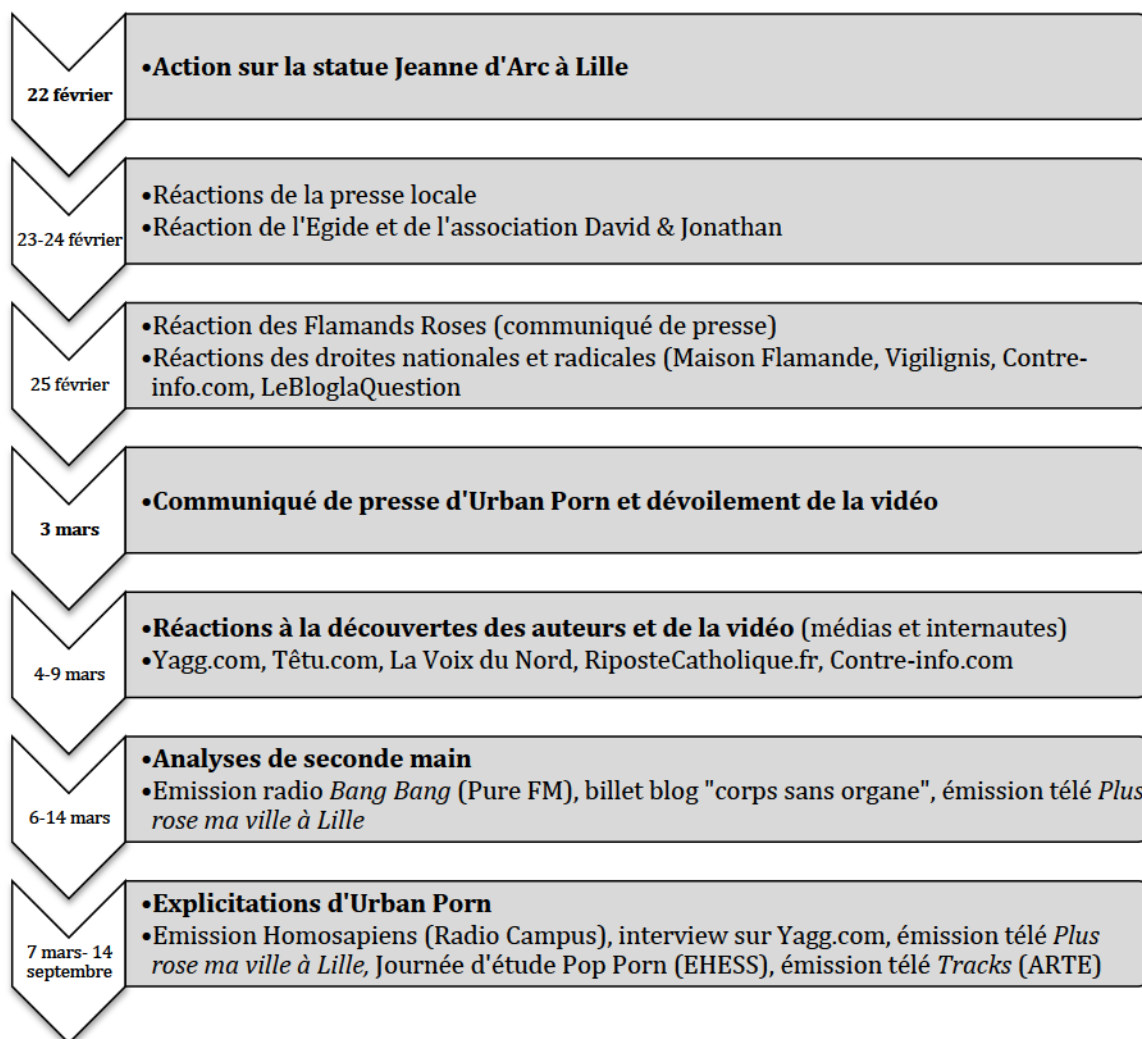 22 février
•Action sur la statue Jeanne d'Arc à Lille
23-24 février
•Réactions de la presse locale
•Réaction de l'Egide et de l'association David & Jonathan
25 février
•Réaction des Flamands Roses (communiqué de presse)
•Réactions des droites nationales et radicales (Maison Flamande, Vigilignis, Contre-
info.com, LeBloglaQuestion
3 mars
•Communiqué de presse d'Urban Porn et dévoilement de la vidéo
4-9 mars
•Réactions à la découvertes des auteurs et de la vidéo (médias et internautes)
•Yagg.com, Têtu.com, La Voix du Nord, RiposteCatholique.fr, Contre-info.com
6-14 mars
•Analyses de seconde main
•Emission radio Bang Bang (Pure FM), billet blog "corps sans organe", émission télé Plus
rose ma ville à Lille
7 mars- 14
septembre
•Explicitations d'Urban Porn
•Emission Homosapiens (Radio Campus), interview sur Yagg.com, émission télé Plus
rose ma ville à Lille, Journée d'étude Pop Porn (EHESS), émission télé Tracks (ARTE)